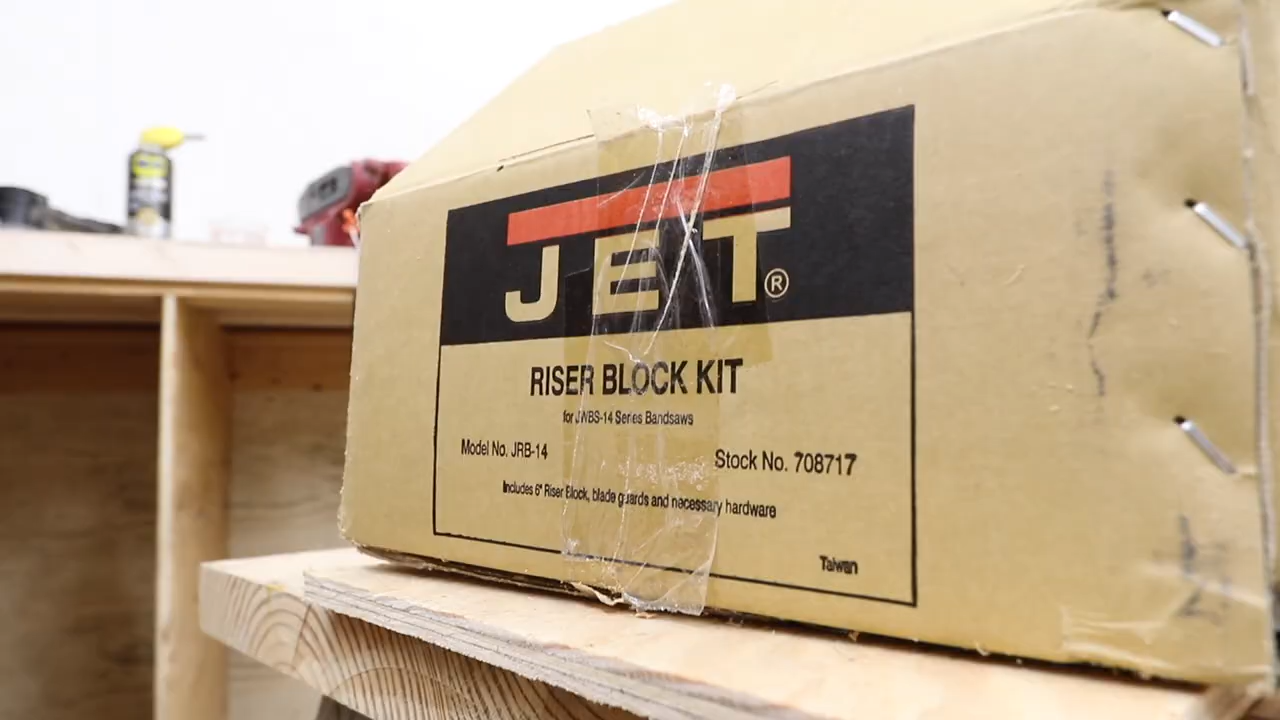 JET®
RISER BLOCK KIT
for JWBS-14 Series Bandsaws
Model No. JRB-14
Stock No. 708717
Includes 6" Riser Block, blade guards and necessary hardware
Taiwan